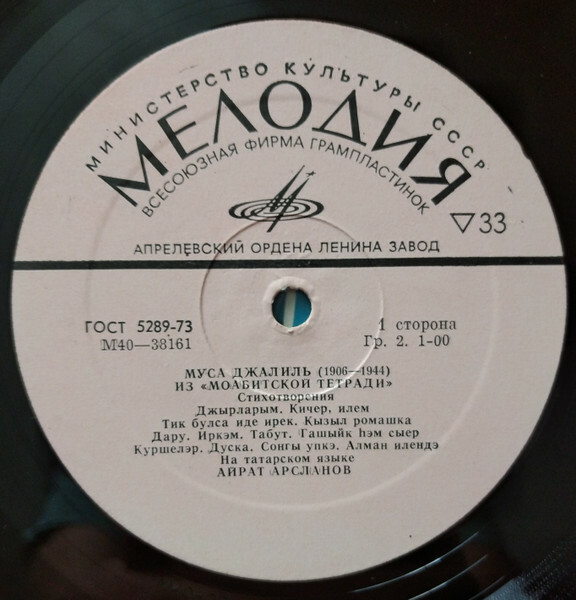 МИНИСТЕРСТВО КУЛЬТУРЫ СССР
МЕЛОДИЯ
ВСЕСОЮЗНАЯ ФИРМА ГРАМПЛАСТИНОК
▽33
АПРЕЛЕВСКИЙ ОРДЕНА ЛЕНИНА ЗАВОД
ГОСТ 5289-73
М40—38161
1 сторона
Гр. 2. 1-00
МУСА ДЖАЛИЛЬ (1906—1944)
ИЗ «МОАБИТСКОЙ ТЕТРАДИ»
Стихотворения
Джырларым. Кичер, илем
Тик булса иде ирек. Кызыл ромашка
Дару. Иркэм. Табут. Гашыйк һәм сыер
Куршелэр. Дуска. Сонгы упкэ. Алман илендэ
На татарском языке
АЙРАТ АРСЛАНОВ